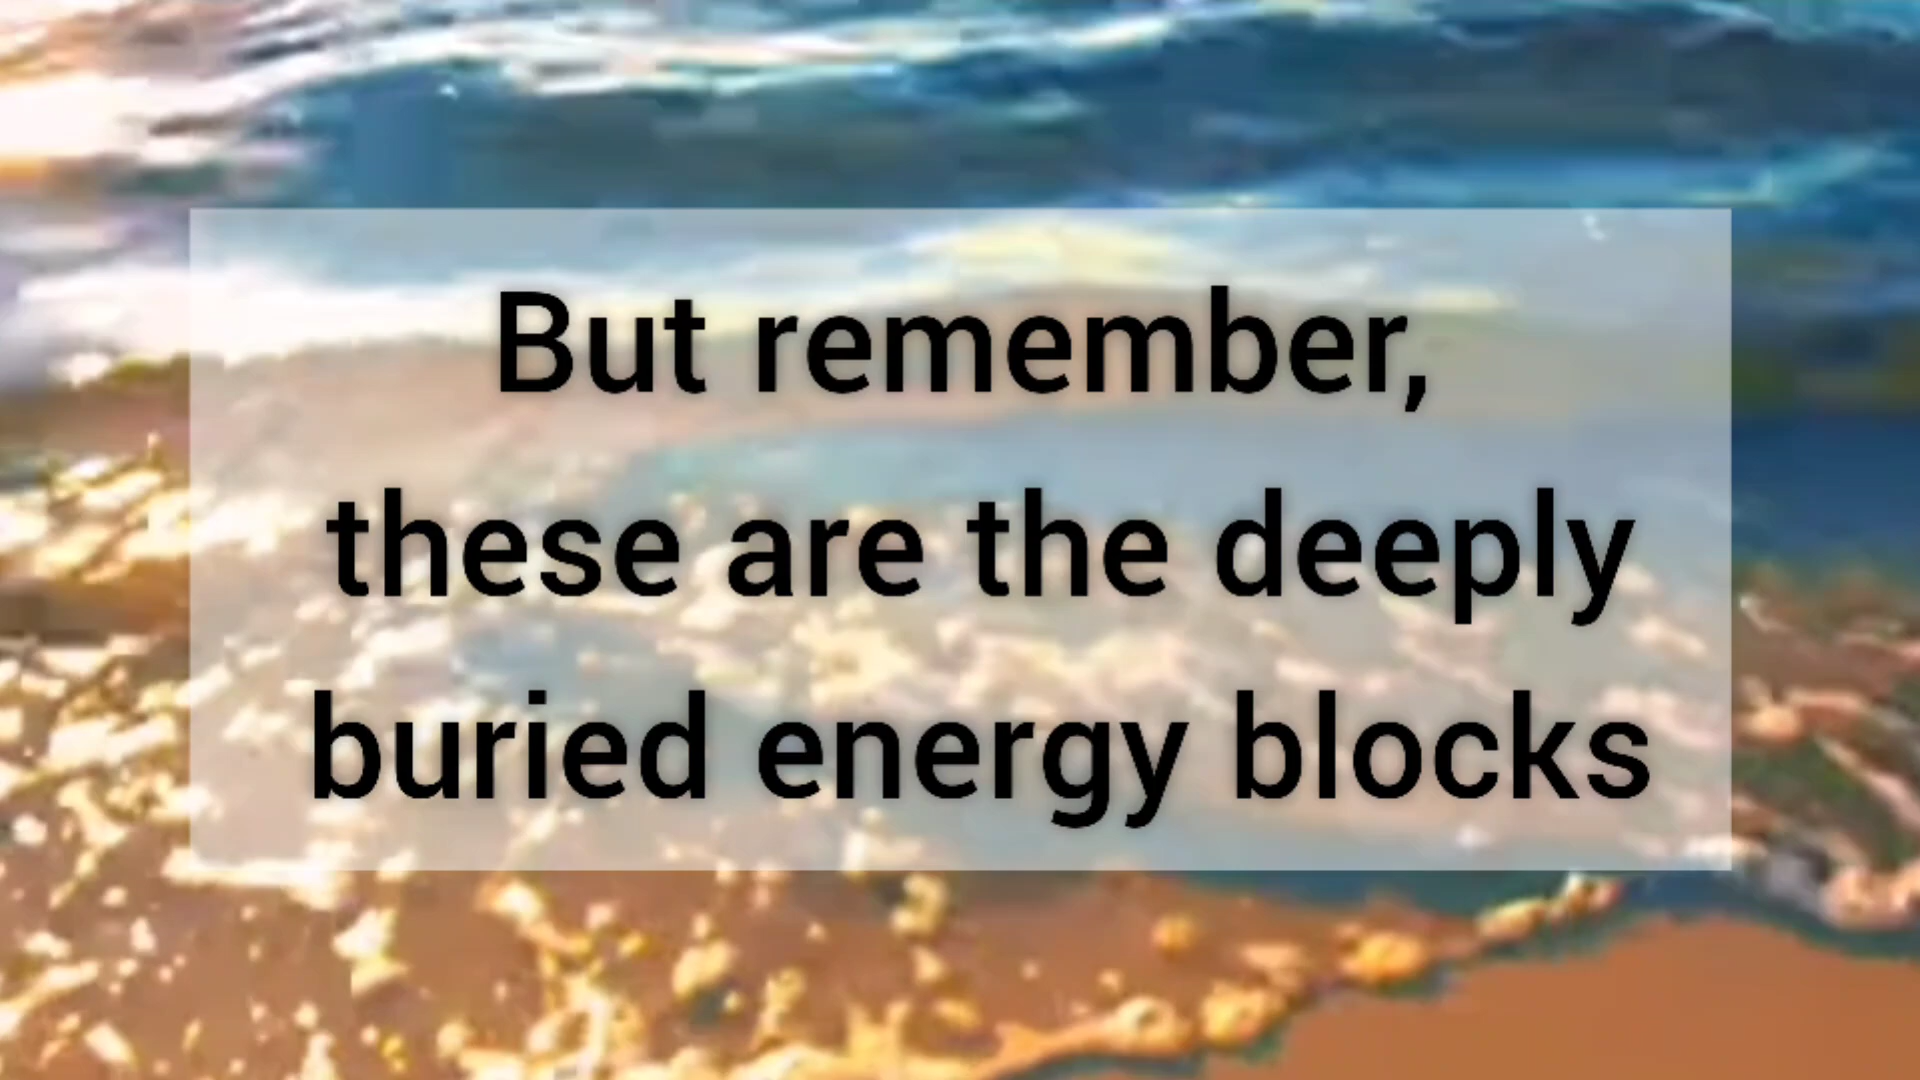 But remember,
these are the deeply
buried energy blocks